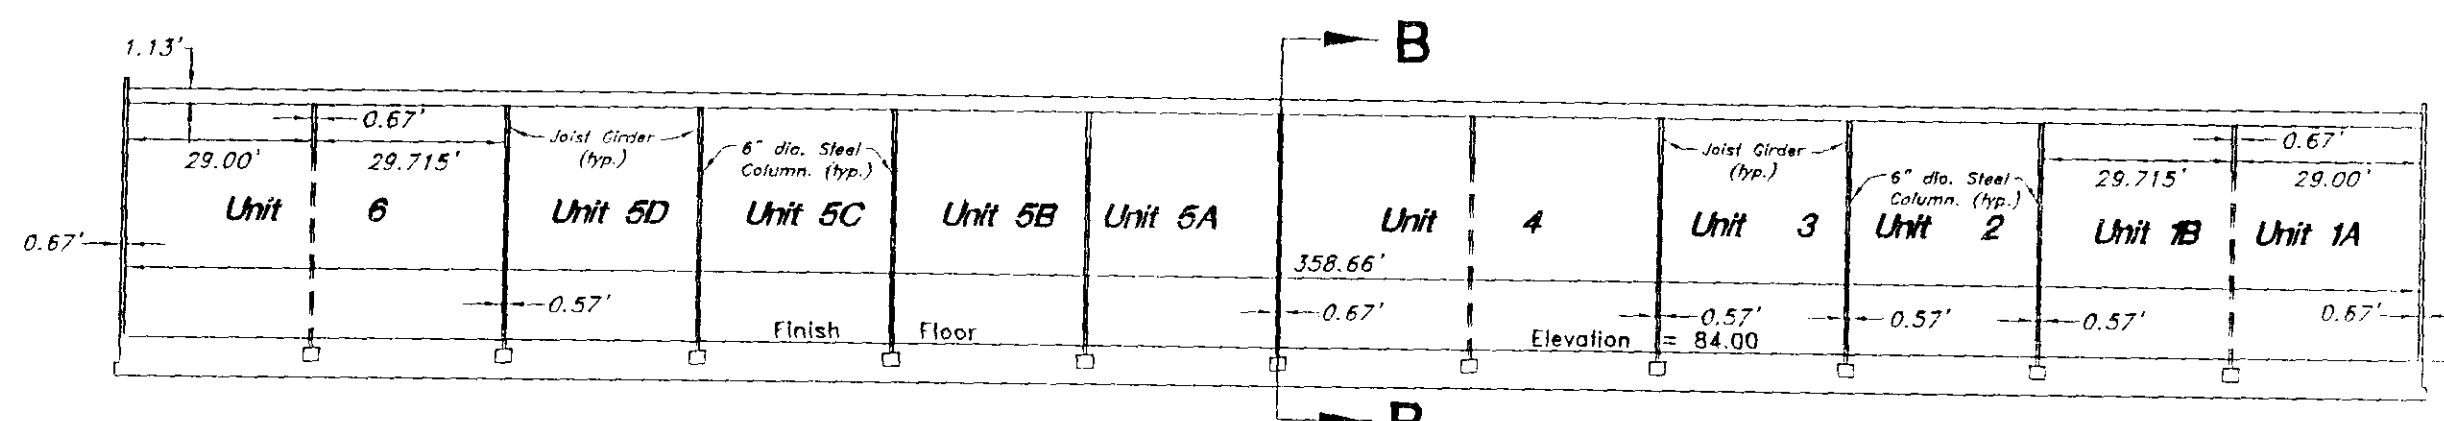 B
1.13'
0.67'
29.00'
29.715'
Joist Girder
(typ.)
6" dia. Steel
Column. (typ.)
Joist Girder
(typ.)
6" dia. Steel
Column. (typ.)
0.67'
29.715'
29.00'
Unit 6
Unit 5D
Unit 5C
Unit 5B
Unit 5A
Unit 4
Unit 3
Unit 2
Unit 1B
Unit 1A
0.67'
358.66'
0.57'
0.67'
0.57'
0.57'
0.57'
0.67'
Finish Floor
Elevation = 84.00
B